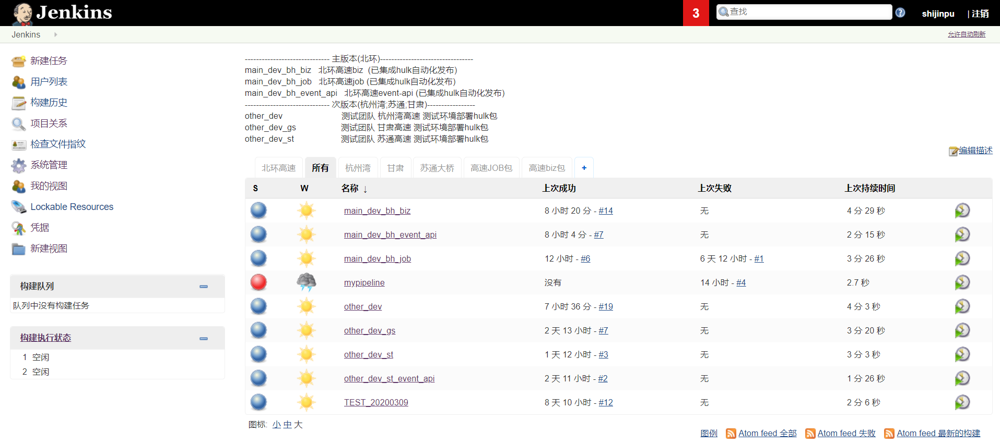 Jenkins
3
查找
shijinpu
| 注销
Jenkins
允许自动刷新
新建任务
用户列表
构建历史
项目关系
检查文件指纹
系统管理
我的视图
Lockable Resources
凭据
新建视图
构建队列
队列中没有构建任务
构建执行状态
1 空闲
2 空闲
------------------------------ 主版本(北环)---------------------------------
main_dev_bh_biz 北环高速biz (已集成hulk自动化发布)
main_dev_bh_job 北环高速job (已集成hulk自动化发布)
main_dev_bh_event_api 北环高速event-api (已集成hulk自动化发布)
------------------------------ 次版本(杭州湾;苏通;甘肃)-----------------
other_dev 测试团队 杭州湾高速 测试环境部署hulk包
other_dev_gs 测试团队 甘肃高速 测试环境部署hulk包
other_dev_st 测试团队 苏通高速 测试环境部署hulk包
编辑描述
北环高速 所有 杭州湾 甘肃 苏通大桥 高速JOB包 高速biz包 +
S W 名称 ↓ 上次成功 上次失败 上次持续时间
main_dev_bh_biz 8 小时 20 分 - #14 无 4 分 29 秒
main_dev_bh_event_api 8 小时 4 分 - #7 无 2 分 15 秒
main_dev_bh_job 12 小时 - #6 6 天 12 小时 - #1 3 分 26 秒
mypipeline 没有 14 小时 - #4 2.7 秒
other_dev 7 小时 36 分 - #19 无 4 分 3 秒
other_dev_gs 2 天 13 小时 - #7 无 3 分 20 秒
other_dev_st 1 天 12 小时 - #3 无 3 分 3 秒
other_dev_st_event_api 2 天 11 小时 - #2 无 1 分 26 秒
TEST_20200309 8 天 10 小时 - #12 无 2 分 6 秒
图标: 小 中 大
图例 Atom feed 全部 Atom feed 失败 Atom feed 最新的构建